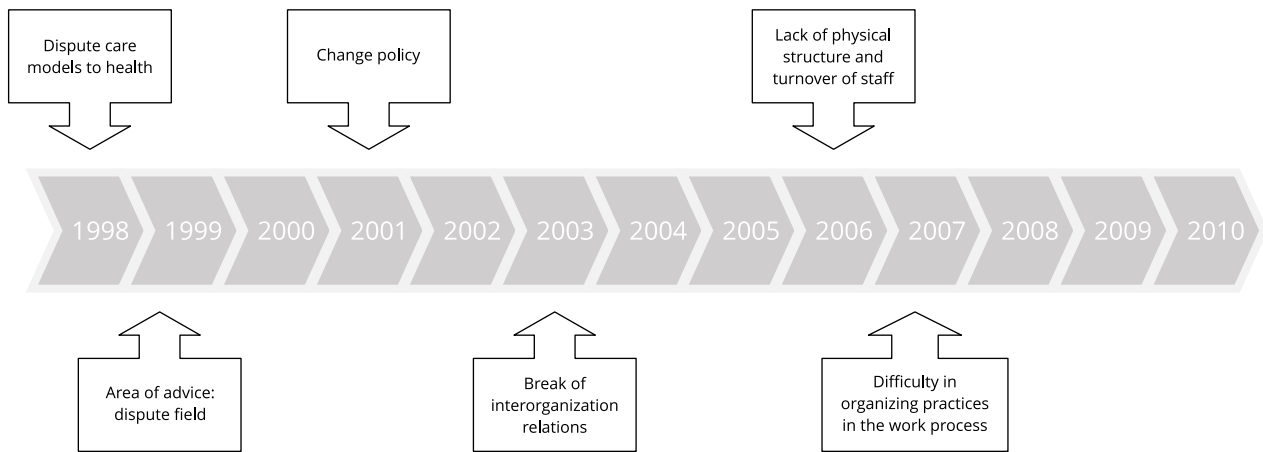 Dispute care
models to health
Change policy
Lack of physical
structure and
turnover of staff
1998 1999 2000 2001 2002 2003 2004 2005 2006 2007 2008 2009 2010
Area of advice:
dispute field
Break of
interorganization
relations
Difficulty in
organizing practices
in the work process